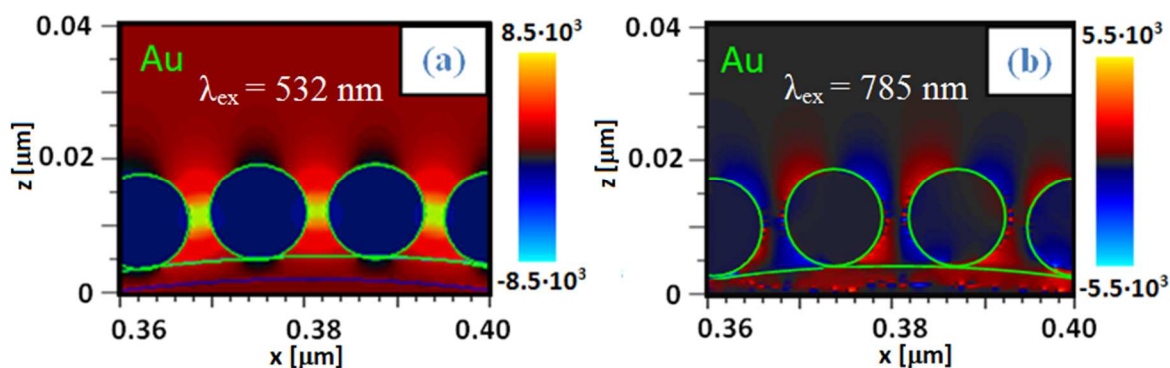 0.04
Au
(a)
λex = 532 nm
8.5·10³
z [µm]
0.02
0
-8.5·10³
0.36
0.38
0.40
x [µm]
0.04
Au
(b)
λex = 785 nm
5.5·10³
z [µm]
0.02
0
-5.5·10³
0.36
0.38
0.40
x [µm]